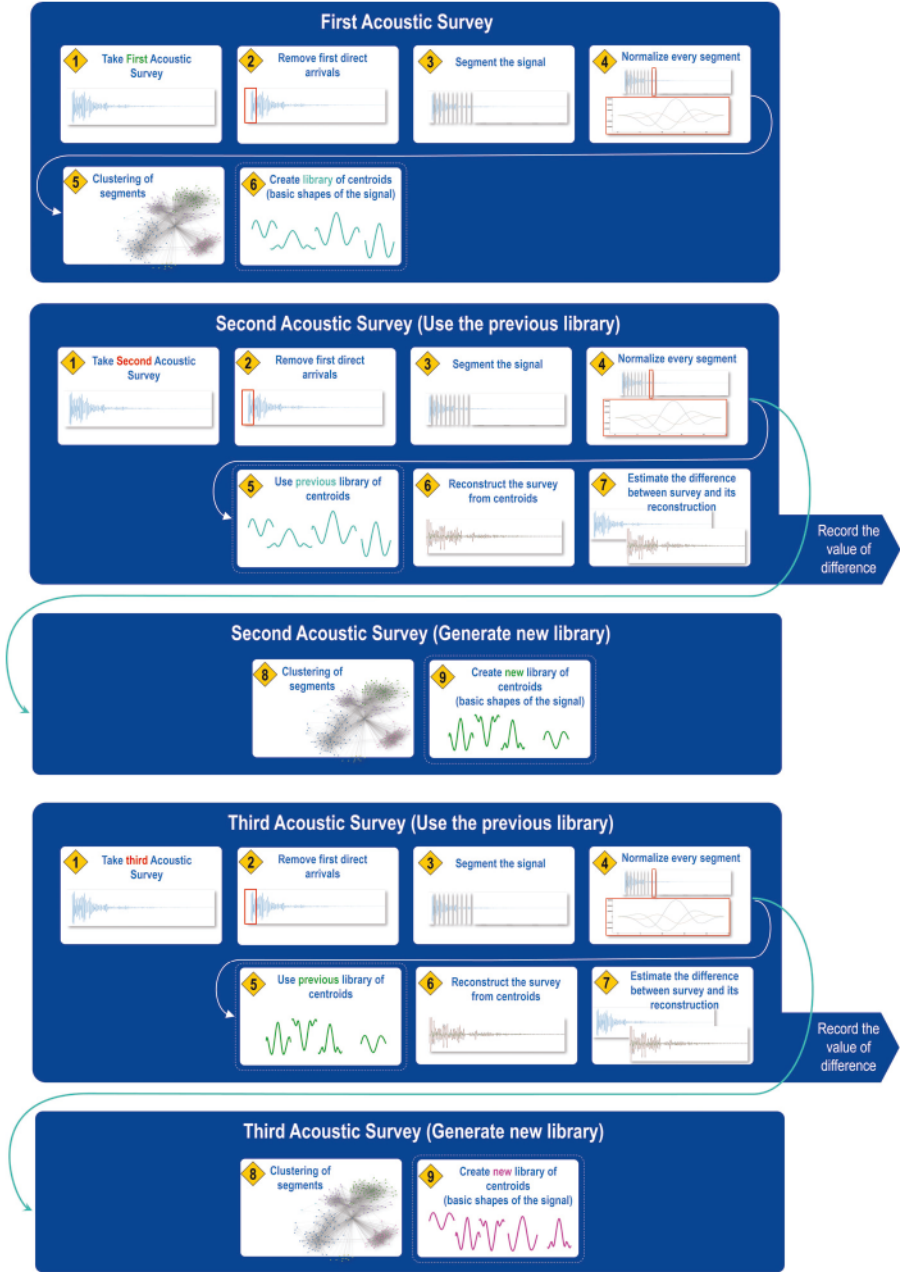 First Acoustic Survey
1
Take First Acoustic
Survey
2
Remove first direct
arrivals
3
Segment the signal
4
Normalize every segment
5
Clustering of
segments
6
Create library of centroids
(basic shapes of the signal)
Second Acoustic Survey (Use the previous library)
1
Take Second Acoustic
Survey
2
Remove first direct
arrivals
3
Segment the signal
4
Normalize every segment
5
Use previous library of
centroids
6
Reconstruct the survey
from centroids
7
Estimate the difference
between survey and its
reconstruction
Record the
value of
difference
Second Acoustic Survey (Generate new library)
8
Clustering of
segments
9
Create new library of
centroids
(basic shapes of the signal)
Third Acoustic Survey (Use the previous library)
1
Take third Acoustic
Survey
2
Remove first direct
arrivals
3
Segment the signal
4
Normalize every segment
5
Use previous library of
centroids
6
Reconstruct the survey
from centroids
7
Estimate the difference
between survey and its
reconstruction
Record the
value of
difference
Third Acoustic Survey (Generate new library)
8
Clustering of
segments
9
Create new library of
centroids
(basic shapes of the signal)